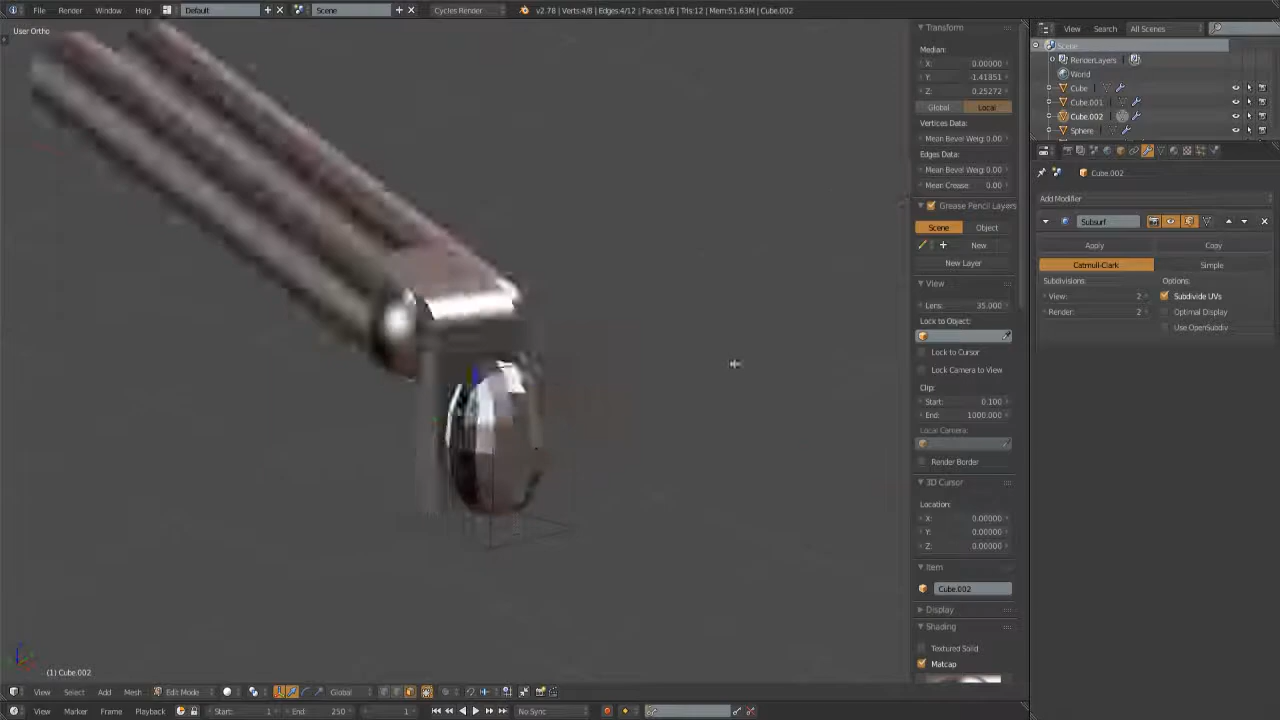 File Render Window Help Default Scene Cycles Render v2.78 | Verts:4/8 | Edges:4/12 | Faces:1/6 | Tris:12 | Mem:51.63M | Cube.002
User Ortho
Transform
Median:
X: 0.00000
Y: -1.41851
Z: 0.25272
Global Local
Vertices Data:
Mean Bevel Weig: 0.00
Edges Data:
Mean Bevel Weig: 0.00
Mean Crease: 0.00
Grease Pencil Layers
Scene Object
New
New Layer
View
Lens: 35.000
Lock to Object:
Lock to Cursor
Lock Camera to View
Clip:
Start: 0.100
End: 1000.000
Local Camera:
Render Border
3D Cursor
Location:
X: 0.00000
Y: 0.00000
Z: 0.00000
Item
Cube.002
Display
Shading
Textured Solid
Matcap
View Search All Scenes
Scene
RenderLayers
World
Cube
Cube.001
Cube.002
Sphere
Cube.002
Add Modifier
Subsurf
Apply Copy
Catmull-Clark Simple
Subdivisions: Options:
View: 2 Subdivide UVs
Render: 2 Optimal Display
Use OpenSubdiv
(1) Cube.002
View Select Add Mesh Edit Mode Global
View Marker Frame Playback Start: 1 End: 250 1 No Sync